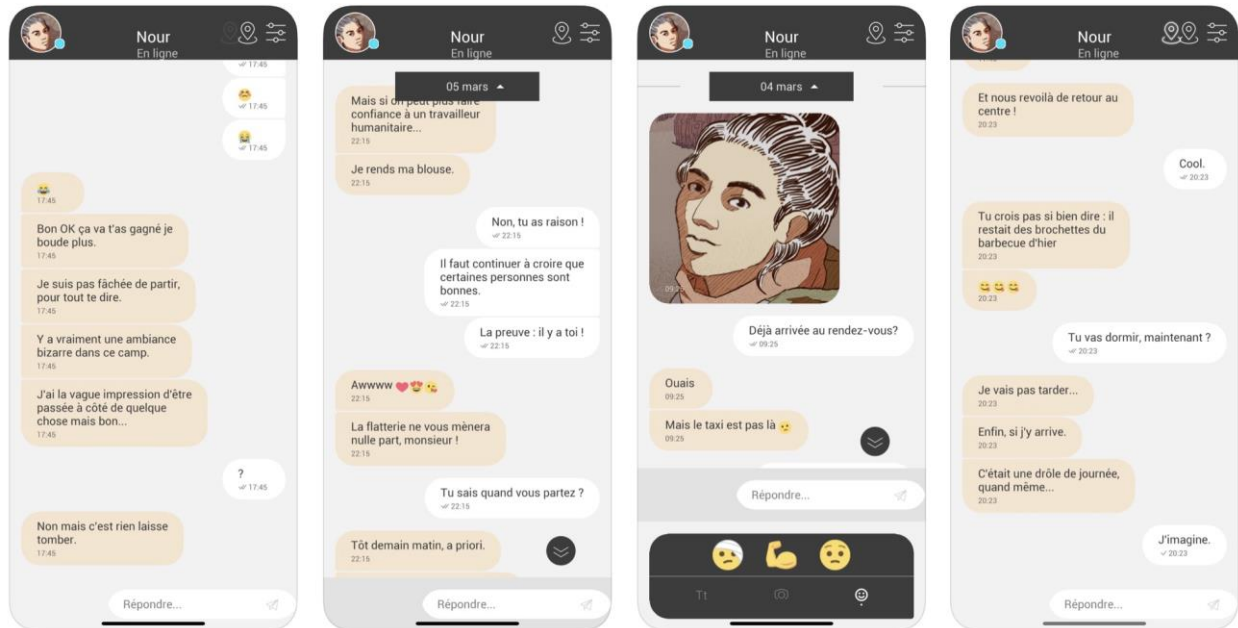 Nour
En ligne
17:45
17:45
17:45
17:45
Bon OK ça va t'as gagné je
boude plus.
17:45
Je suis pas fâchée de partir,
pour tout te dire.
17:45
Y a vraiment une ambiance
bizarre dans ce camp.
17:45
J'ai la vague impression d'être
passée à côté de quelque
chose mais bon...
17:45
?
17:45
Non mais c'est rien laisse
tomber.
17:45
Répondre...
Nour
En ligne
05 mars
Mais si on peut plus faire
confiance à un travailleur
humanitaire...
22:15
Je rends ma blouse.
22:15
Non, tu as raison !
22:15
Il faut continuer à croire que
certaines personnes sont
bonnes.
22:15
La preuve : il y a toi !
22:15
Awwww
22:15
La flatterie ne vous mènera
nulle part, monsieur !
22:15
Tu sais quand vous partez ?
22:15
Tôt demain matin, a priori.
22:15
Répondre...
Nour
En ligne
04 mars
09:25
Déjà arrivée au rendez-vous?
09:25
Ouais
09:25
Mais le taxi est pas là
09:25
Répondre...
Tt
Nour
En ligne
Et nous revoilà de retour au
centre !
20:23
Cool.
20:23
Tu crois pas si bien dire : il
restait des brochettes du
barbecue d'hier
20:23
20:23
Tu vas dormir, maintenant ?
20:23
Je vais pas tarder...
20:23
Enfin, si j'y arrive.
20:23
C'était une drôle de journée,
quand même...
20:23
J'imagine.
20:23
Répondre...